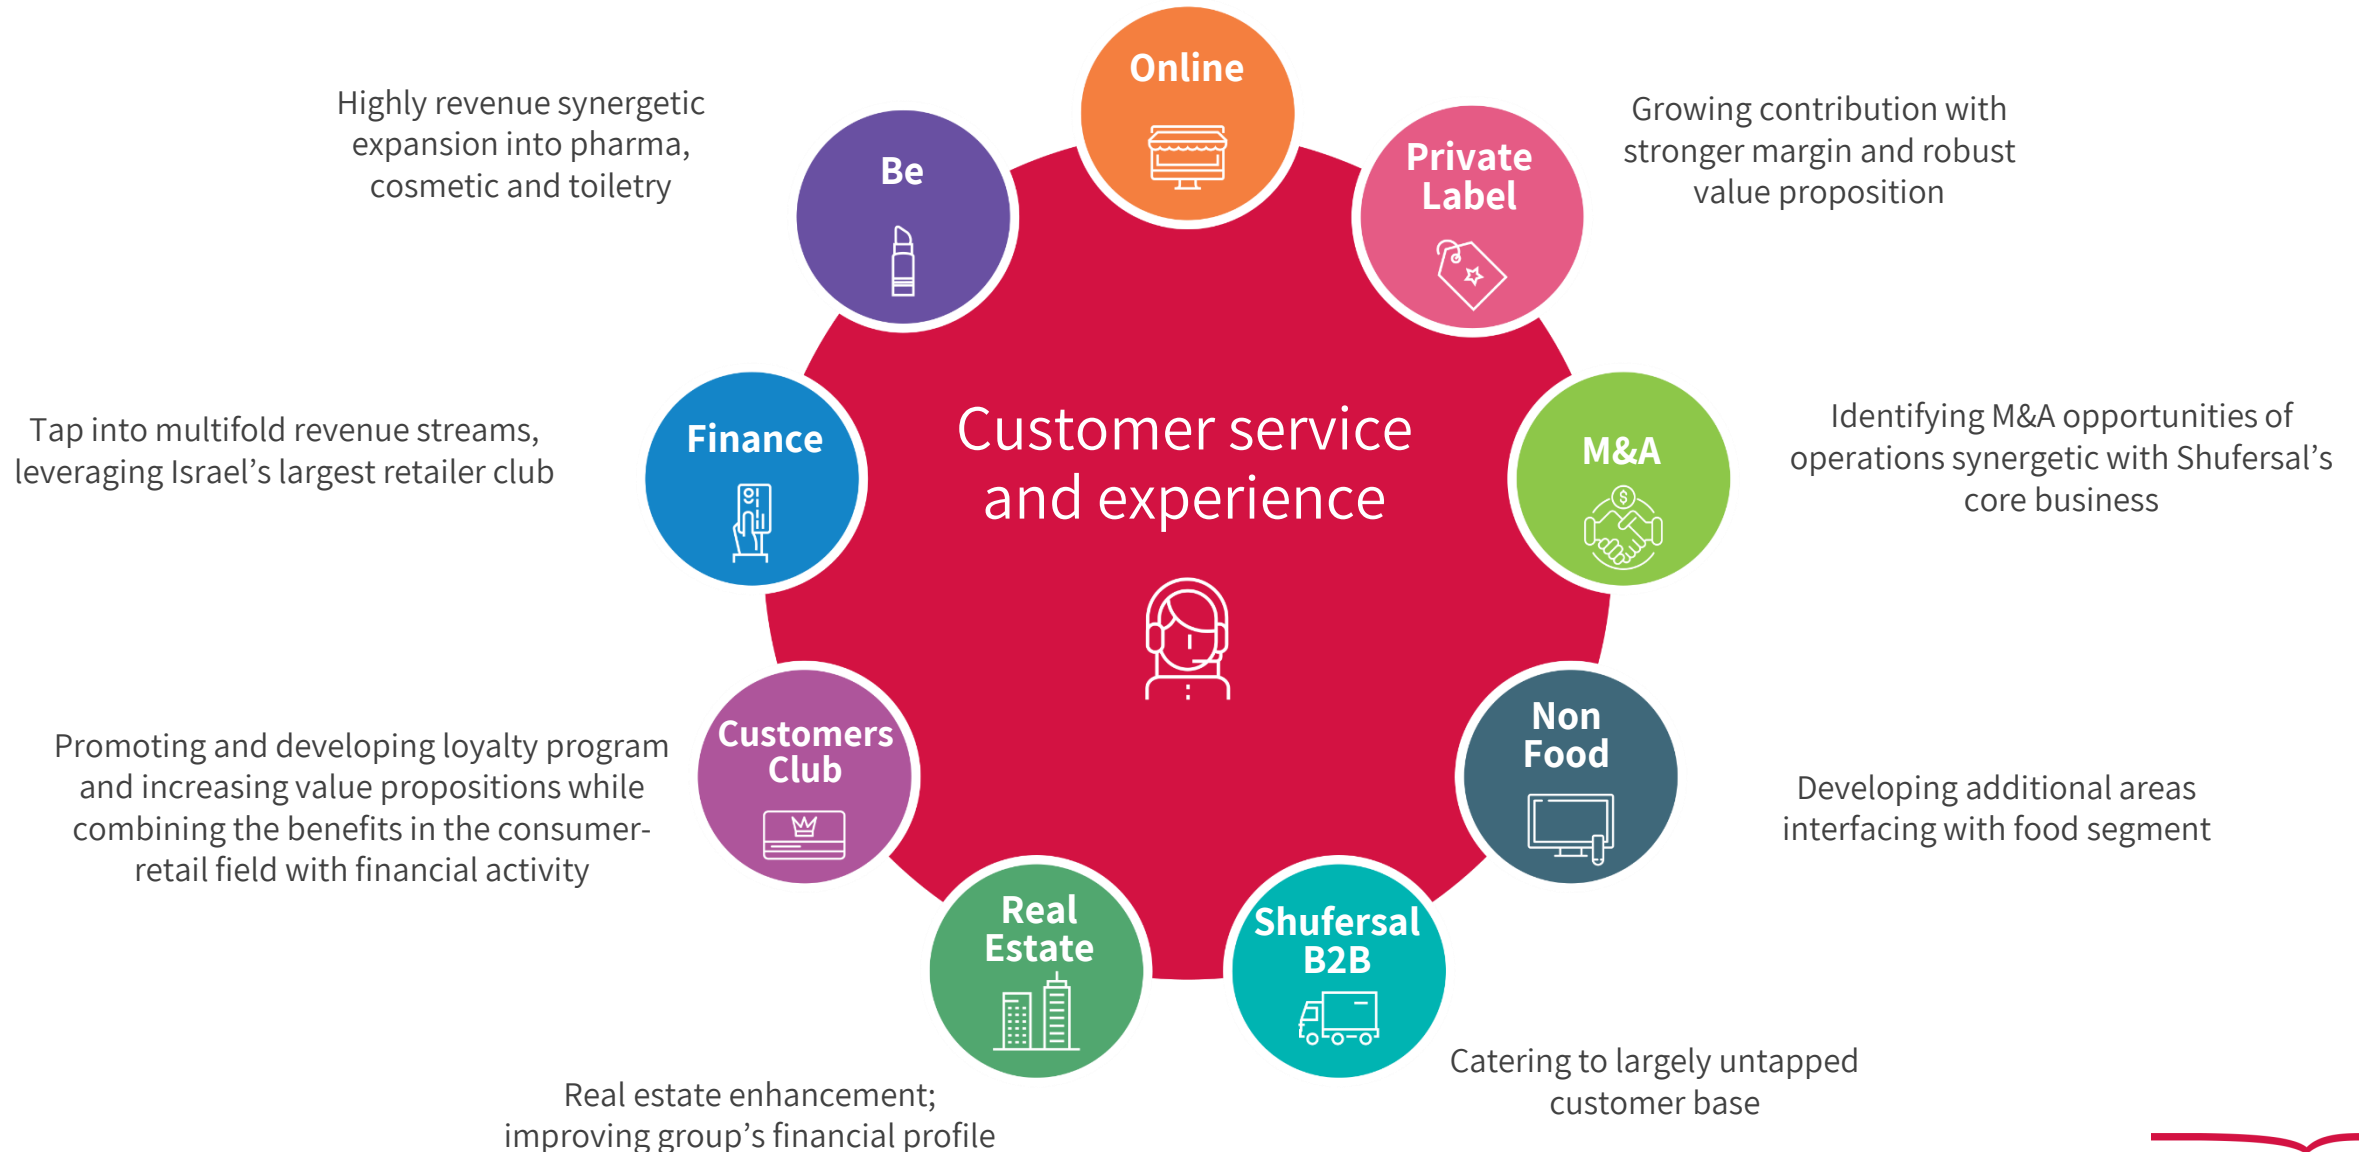 Online
Highly revenue synergetic
expansion into pharma,
cosmetic and toiletry
Be
Private
Label
Growing contribution with
stronger margin and robust
value proposition
Tap into multifold revenue streams,
leveraging Israel’s largest retailer club
Finance
Customer service
and experience
M&A
Identifying M&A opportunities of
operations synergetic with Shufersal’s
core business
Promoting and developing loyalty program
and increasing value propositions while
combining the benefits in the consumer-
retail field with financial activity
Customers
Club
Non
Food
Developing additional areas
interfacing with food segment
Real
Estate
Real estate enhancement;
improving group’s financial profile
Shufersal
B2B
Catering to largely untapped
customer base